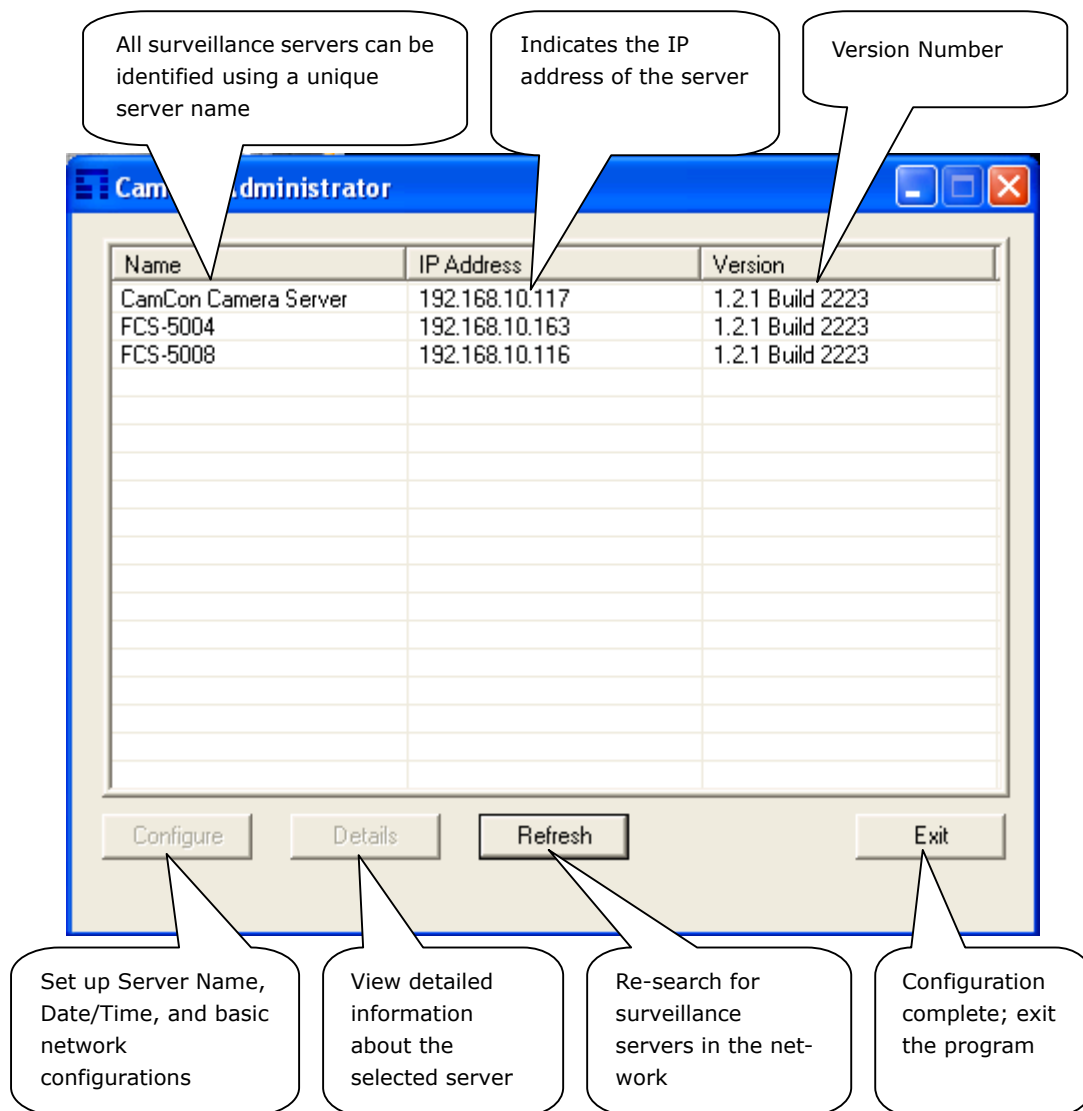 All surveillance servers can be
identified using a unique
server name
Indicates the IP
address of the server
Version Number
Cam dministrator
Name IP Address Version
CamCon Camera Server 192.168.10.117 1.2.1 Build 2223
FCS-5004 192.168.10.163 1.2.1 Build 2223
FCS-5008 192.168.10.116 1.2.1 Build 2223
Configure Details Refresh Exit
Set up Server Name,
Date/Time, and basic
network
configurations
View detailed
information
about the
selected server
Re-search for
surveillance
servers in the net-
work
Configuration
complete; exit
the program